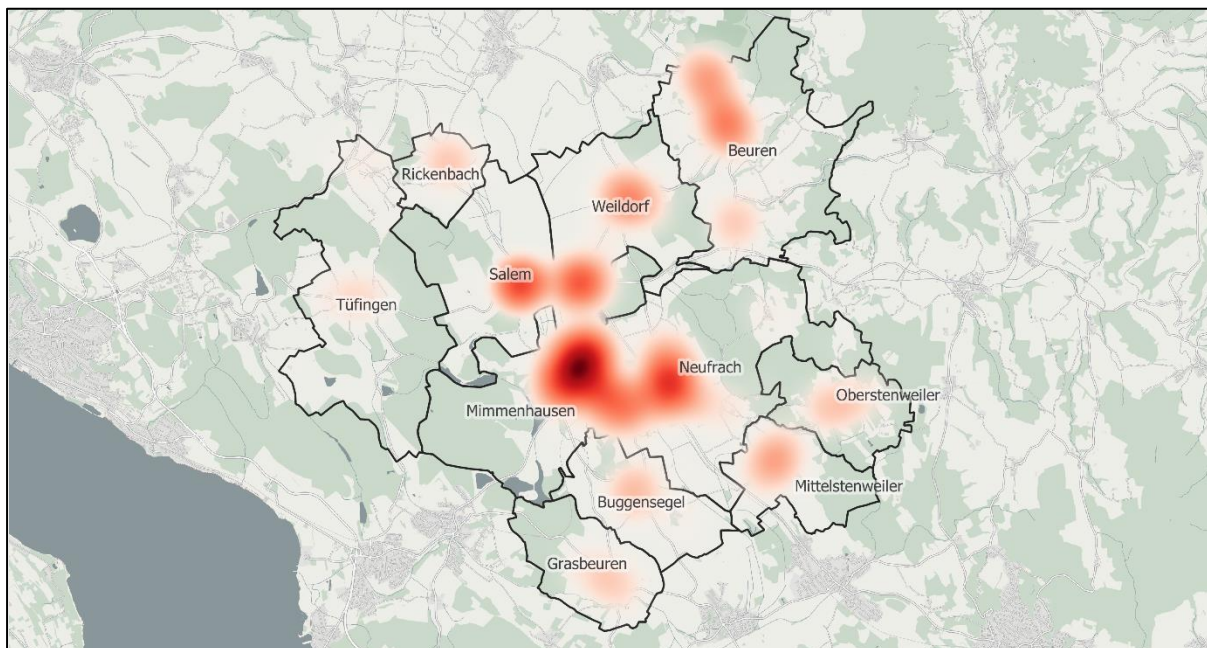 Beuren
Rickenbach
Weildorf
Salem
Tüfingen
Neufrach
Oberstenweiler
Mimmenhausen
Mittelstenweiler
Buggensegel
Grasbeuren